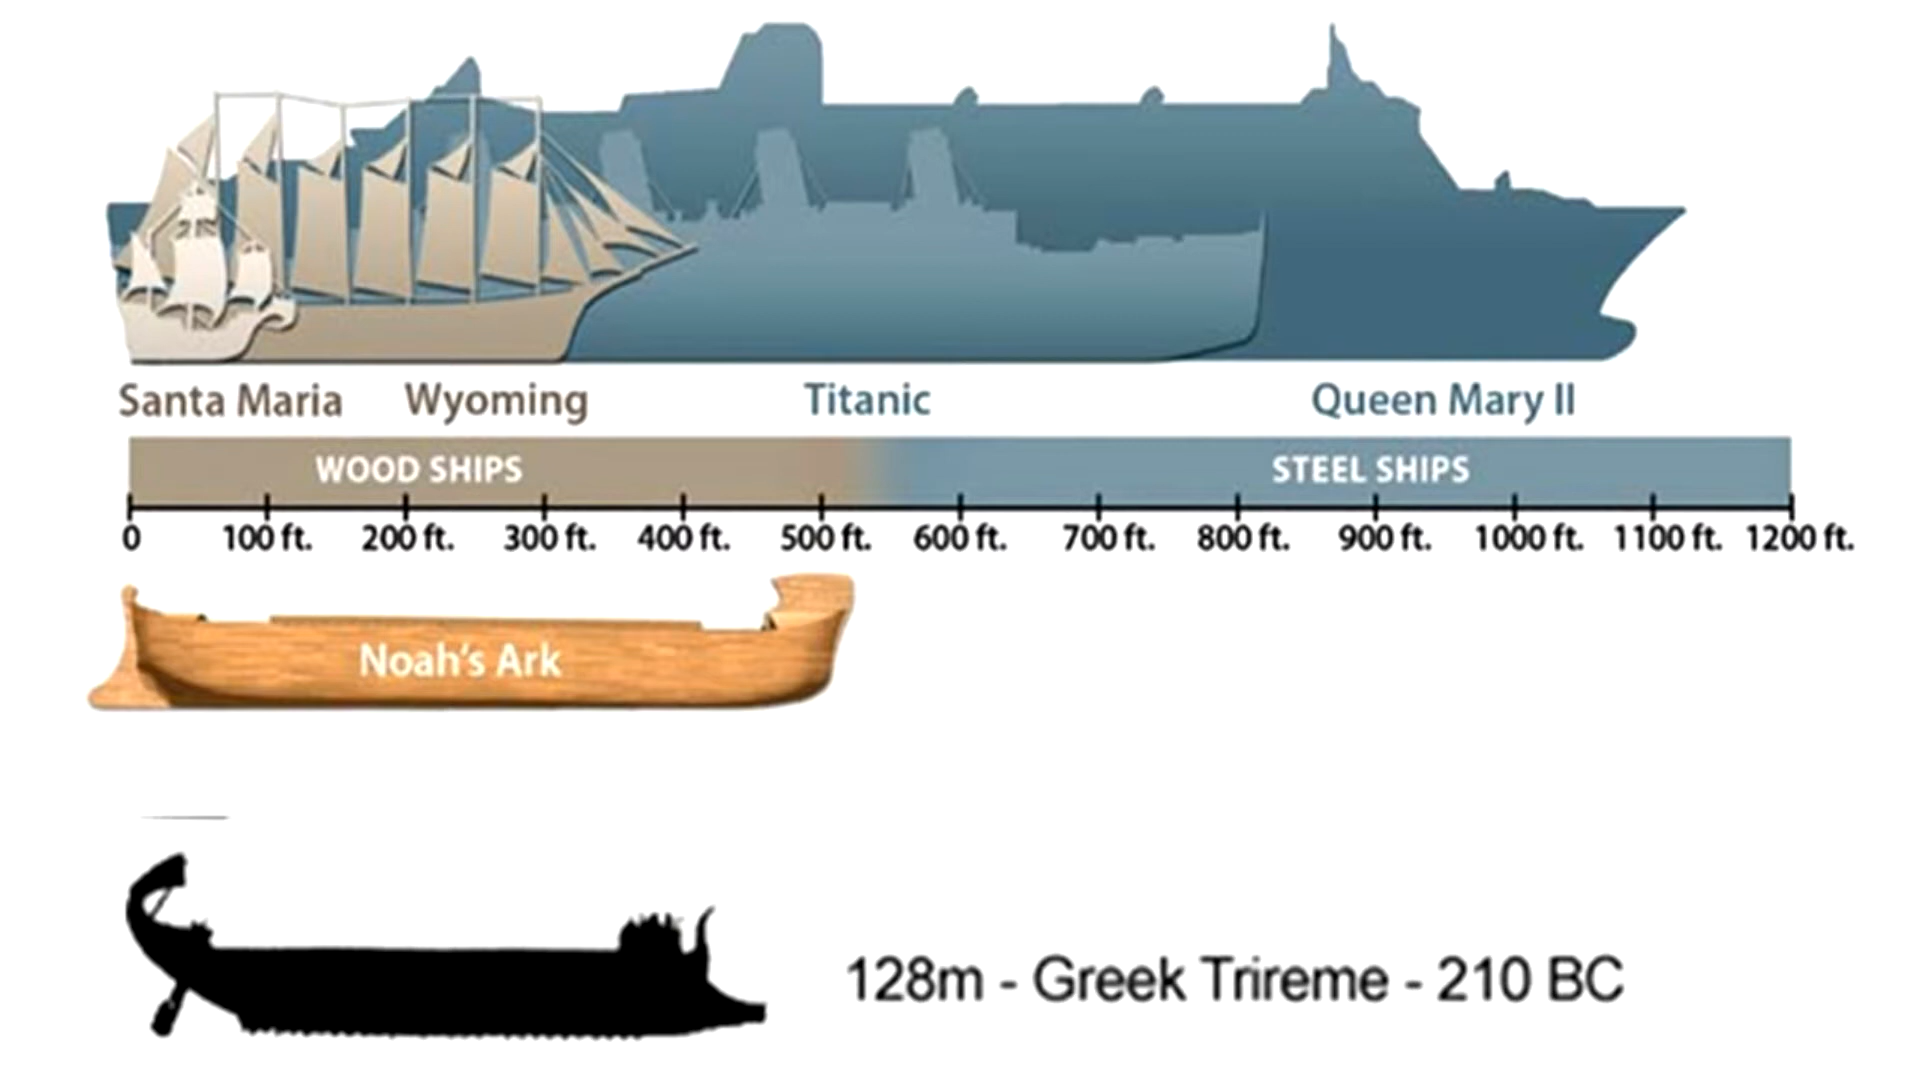 Santa Maria Wyoming Titanic Queen Mary II
WOOD SHIPS STEEL SHIPS
0 100 ft. 200 ft. 300 ft. 400 ft. 500 ft. 600 ft. 700 ft. 800 ft. 900 ft. 1000 ft. 1100 ft. 1200 ft.
Noah's Ark
128m - Greek Trireme - 210 BC